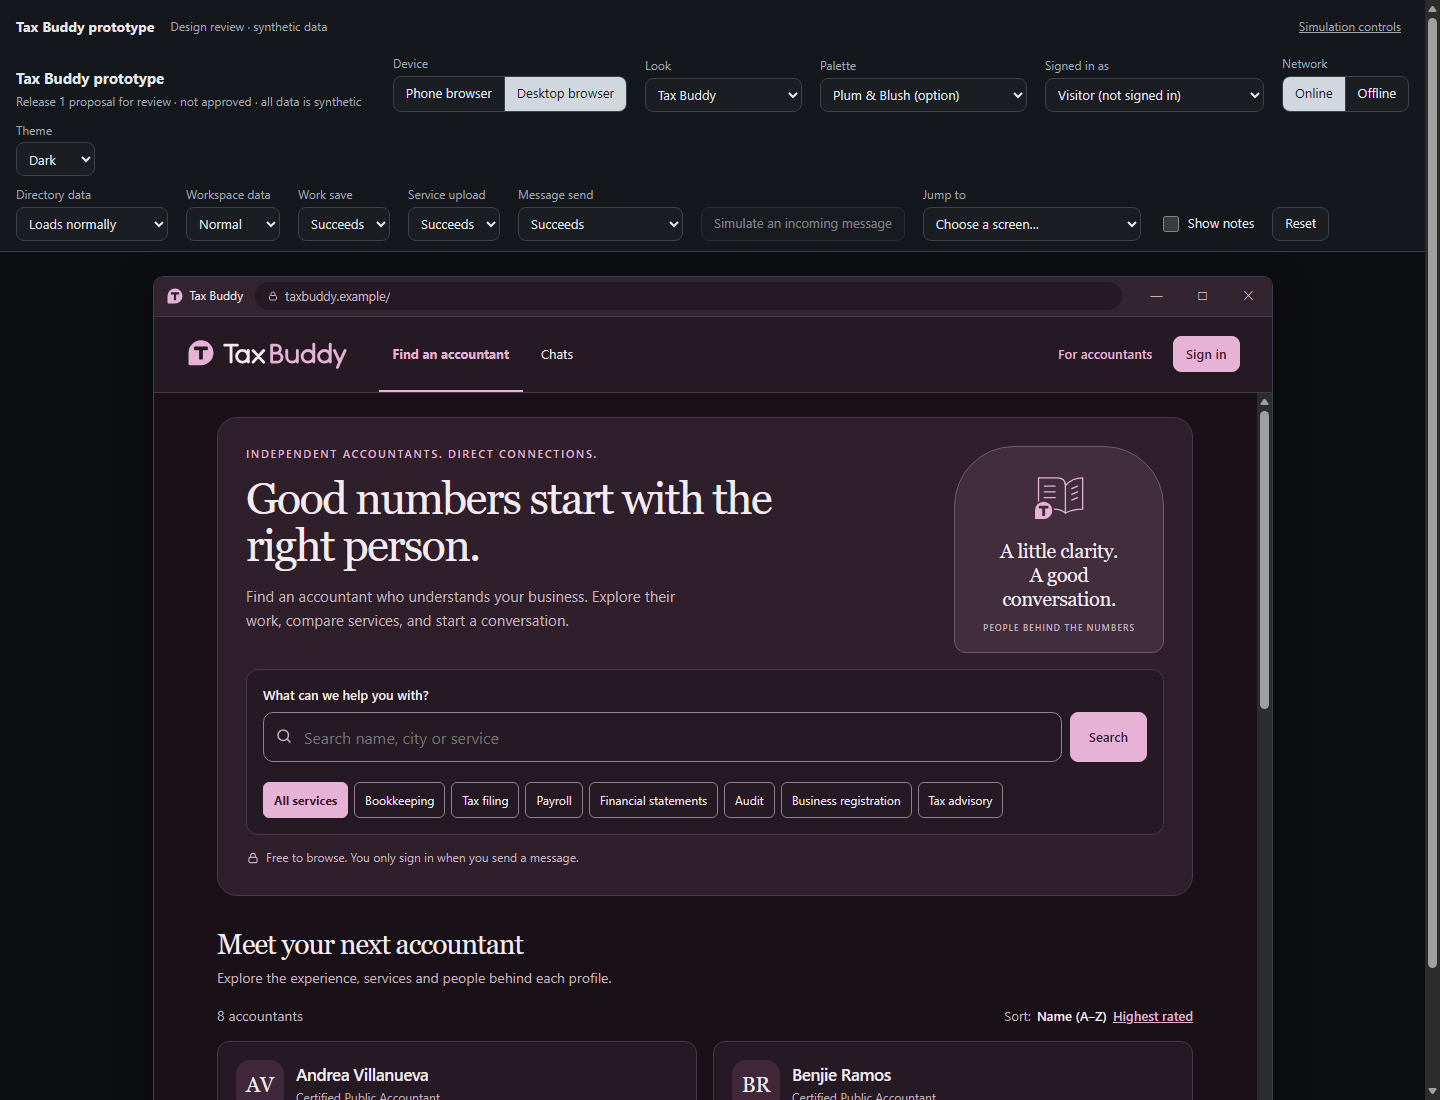 Tax Buddy prototype
Design review · synthetic data
Simulation controls
Tax Buddy prototype
Release 1 proposal for review · not approved · all data is synthetic
Device
Phone browser
Desktop browser
Look
Tax Buddy
Palette
Plum & Blush (option)
Signed in as
Visitor (not signed in)
Network
Online
Offline
Theme
Dark
Directory data
Loads normally
Workspace data
Normal
Work save
Succeeds
Service upload
Succeeds
Message send
Succeeds
Simulate an incoming message
Jump to
Choose a screen...
Show notes
Reset
Tax Buddy
taxbuddy.example/
TaxBuddy
Find an accountant
Chats
For accountants
Sign in
INDEPENDENT ACCOUNTANTS. DIRECT CONNECTIONS.
Good numbers start with the
right person.
Find an accountant who understands your business. Explore their
work, compare services, and start a conversation.
A little clarity.
A good
conversation.
PEOPLE BEHIND THE NUMBERS
What can we help you with?
Search name, city or service
Search
All services
Bookkeeping
Tax filing
Payroll
Financial statements
Audit
Business registration
Tax advisory
Free to browse. You only sign in when you send a message.
Meet your next accountant
Explore the experience, services and people behind each profile.
8 accountants
Sort: Name (A–Z) Highest rated
AV
Andrea Villanueva
Certified Public Accountant
BR
Benjie Ramos
Certified Public Accountant